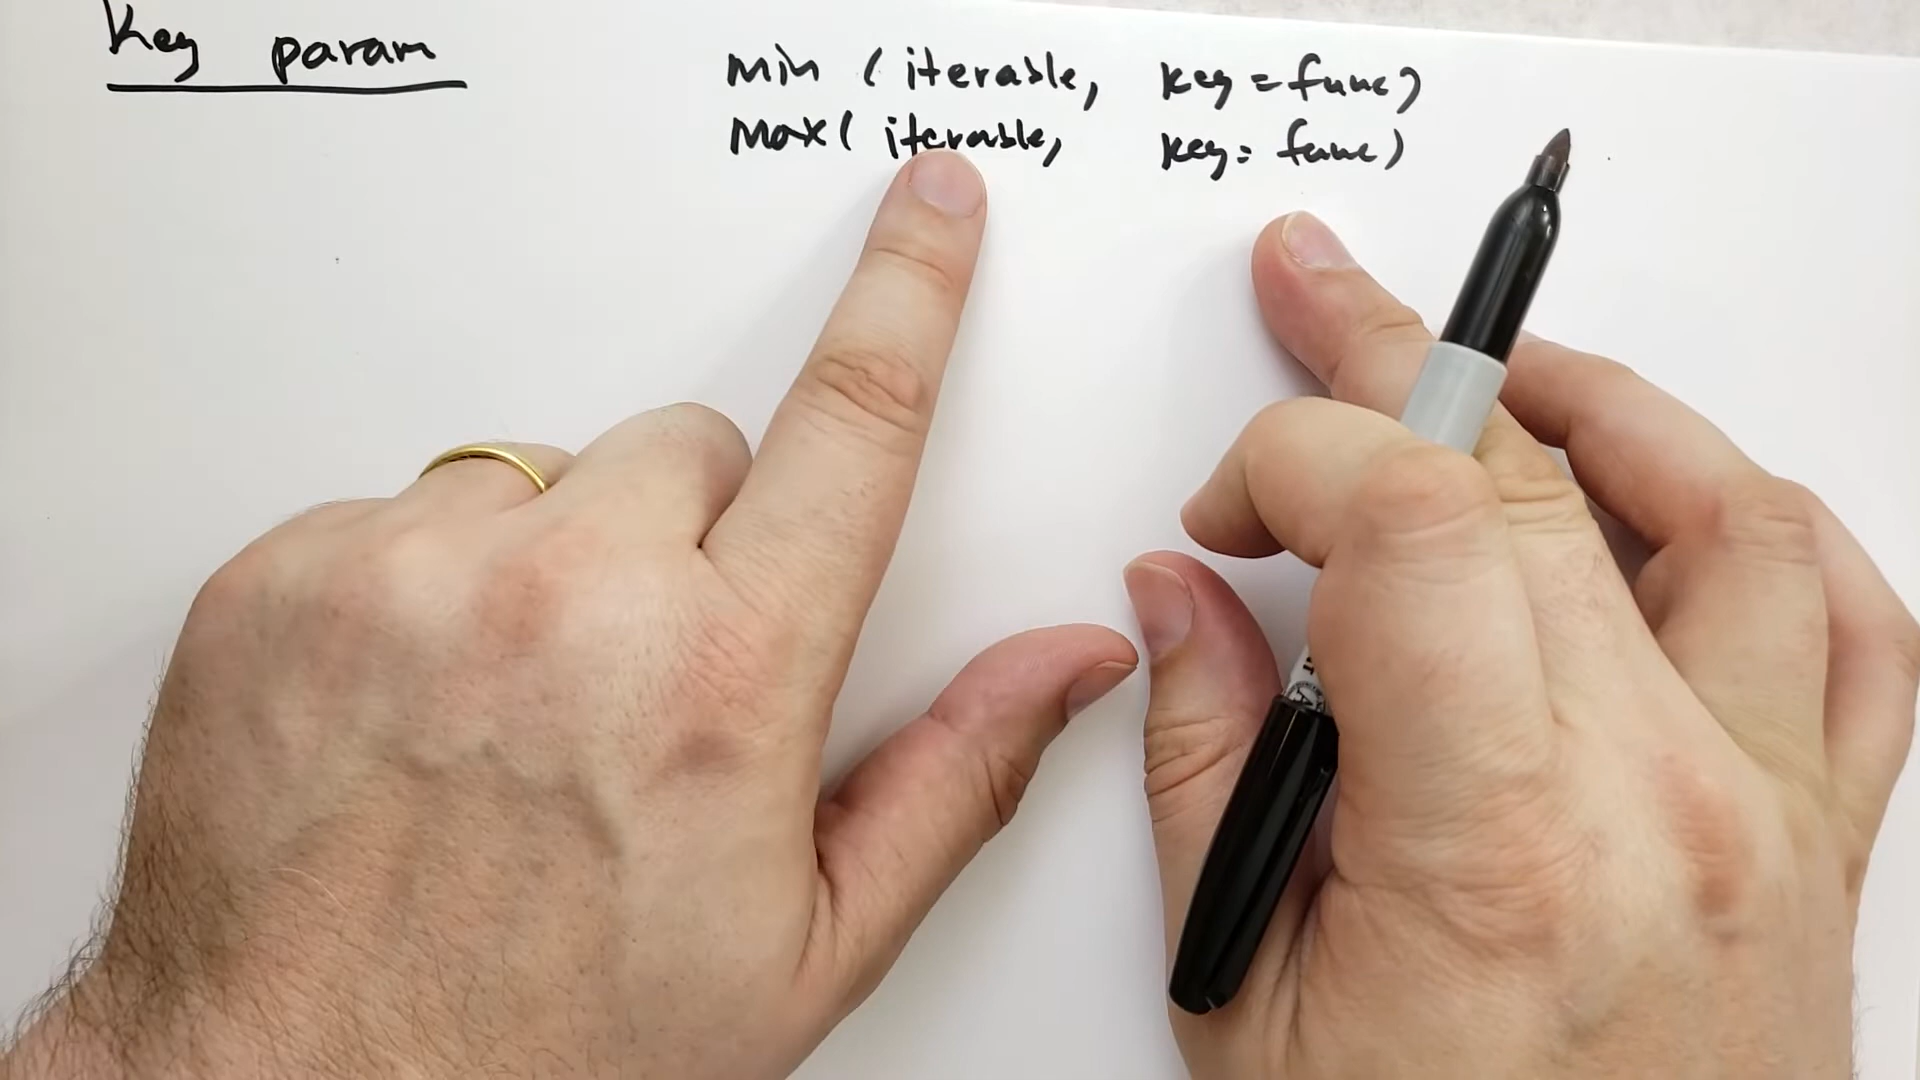 Key param
min (iterable, key = func)
max( iterable, key= func)